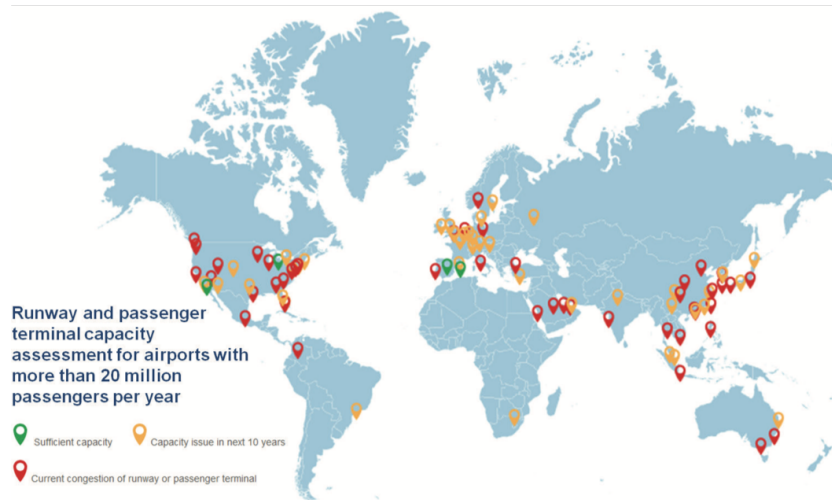 Runway and passenger
terminal capacity
assessment for airports with
more than 20 million
passengers per year
Sufficient capacity
Capacity issue in next 10 years
Current congestion of runway or passenger terminal